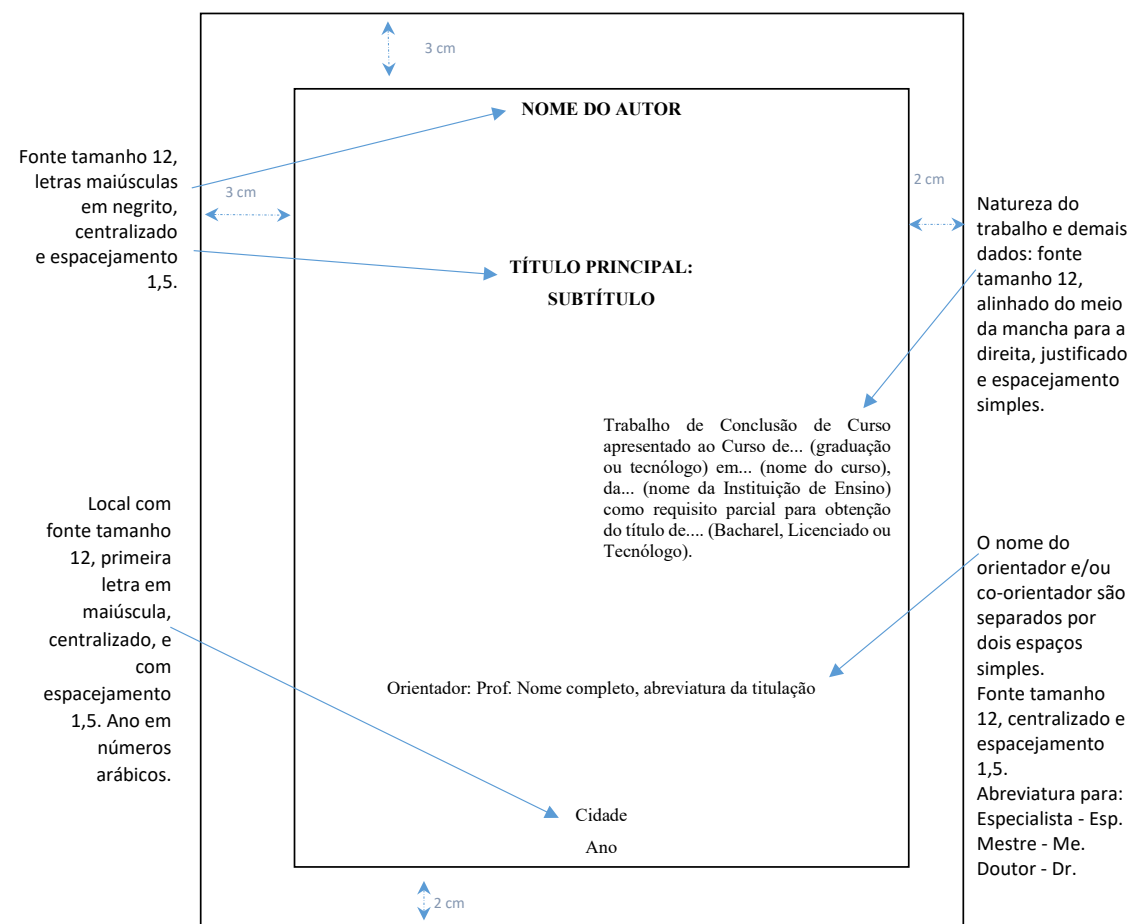 3 cm
NOME DO AUTOR
Fonte tamanho 12,
letras maiúsculas
em negrito,
centralizado
e espacejamento
1,5.
3 cm
2 cm
TÍTULO PRINCIPAL:
SUBTÍTULO
Natureza do
trabalho e demais
dados: fonte
tamanho 12,
alinhado do meio
da mancha para a
direita, justificado
e espacejamento
simples.
Trabalho de Conclusão de Curso
apresentado ao Curso de... (graduação
ou tecnólogo) em... (nome do curso),
da... (nome da Instituição de Ensino)
como requisito parcial para obtenção
do título de.... (Bacharel, Licenciado ou
Tecnólogo).
Local com
fonte tamanho
12, primeira
letra em
maiúscula,
centralizado, e
com
espacejamento
1,5. Ano em
números
arábicos.
O nome do
orientador e/ou
co-orientador são
separados por
dois espaços
simples.
Fonte tamanho
12, centralizado e
espacejamento
1,5.
Abreviatura para:
Especialista - Esp.
Mestre - Me.
Doutor - Dr.
Orientador: Prof. Nome completo, abreviatura da titulação
Cidade
Ano
2 cm